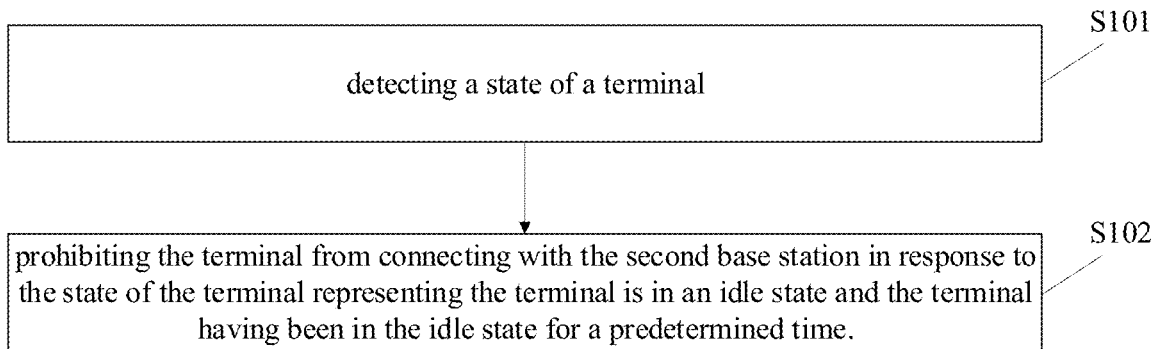 S101
detecting a state of a terminal
S102
prohibiting the terminal from connecting with the second base station in response to
the state of the terminal representing the terminal is in an idle state and the terminal
having been in the idle state for a predetermined time.